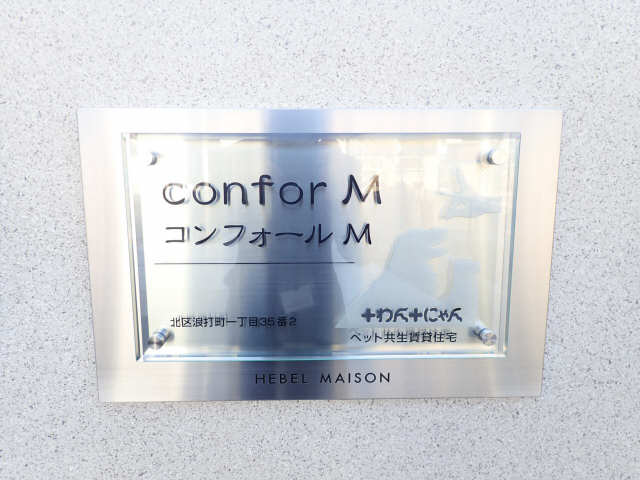 confor M
コンフォール M
北区浪打町一丁目35番2
+わん+にゃん
ペット共生賃貸住宅
HEBEL MAISON